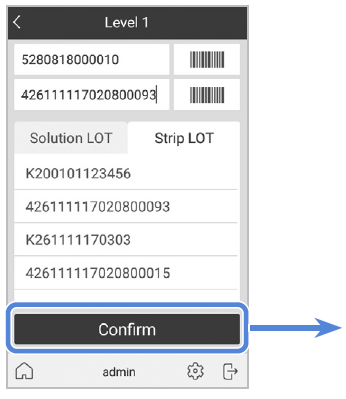 Level 1
5280818000010
426111117020800093
Solution LOT Strip LOT
K200101123456
426111117020800093
K261111170303
426111117020800015
Confirm
admin